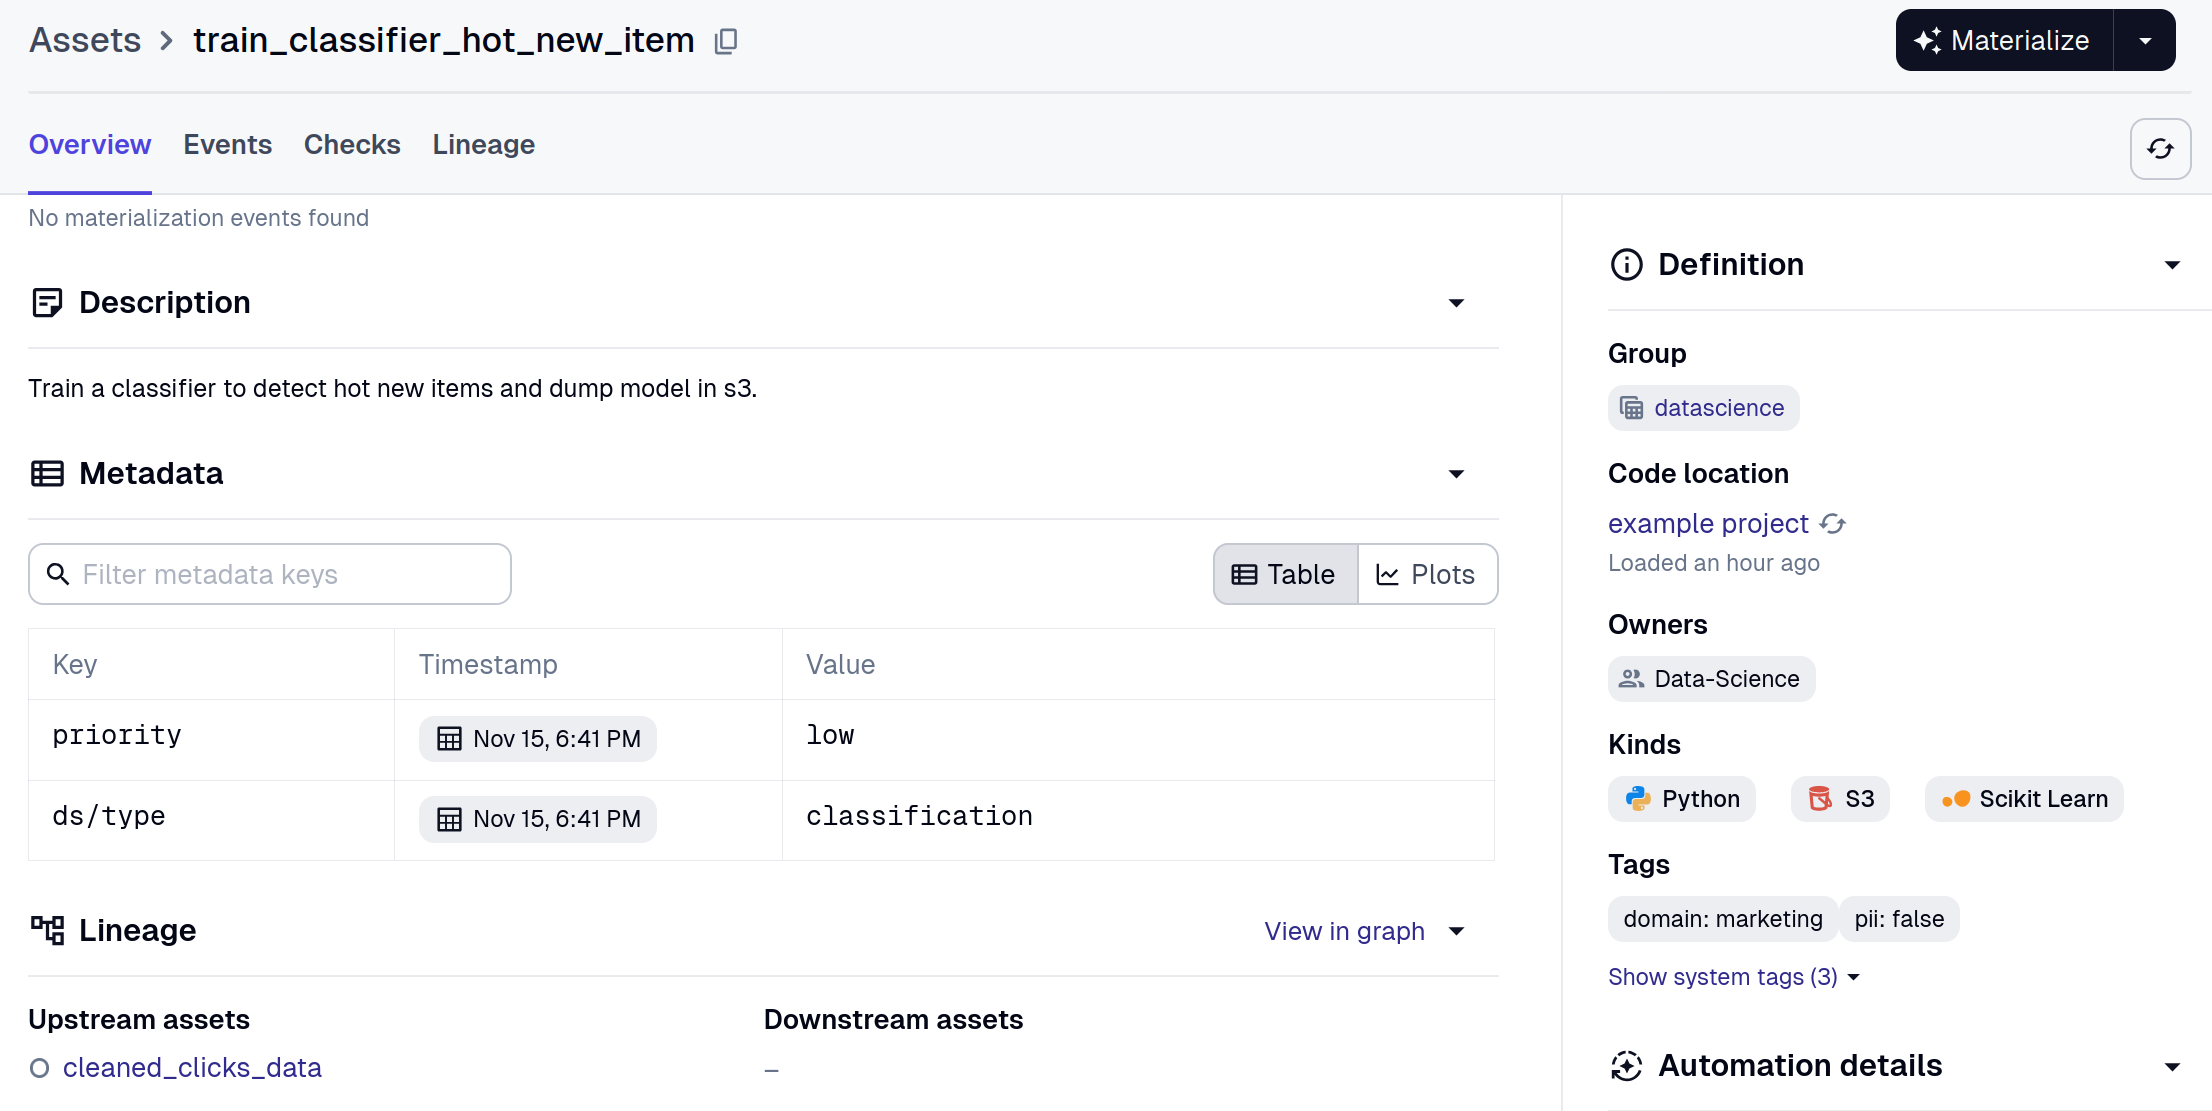 Assets > train_classifier_hot_new_item
Materialize
Overview Events Checks Lineage
No materialization events found
Description
Train a classifier to detect hot new items and dump model in s3.
Metadata
Filter metadata keys
Table Plots
Key Timestamp Value
priority Nov 15, 6:41 PM low
ds/type Nov 15, 6:41 PM classification
Lineage
View in graph
Upstream assets Downstream assets
cleaned_clicks_data –
Definition
Group
datascience
Code location
example project
Loaded an hour ago
Owners
Data-Science
Kinds
Python S3 Scikit Learn
Tags
domain: marketing pii: false
Show system tags (3)
Automation details